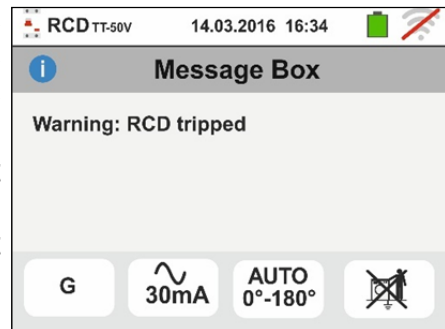 RCD TT-50V 14.03.2016 16:34
i Message Box
Warning: RCD tripped
G 30mA AUTO
0°-180°